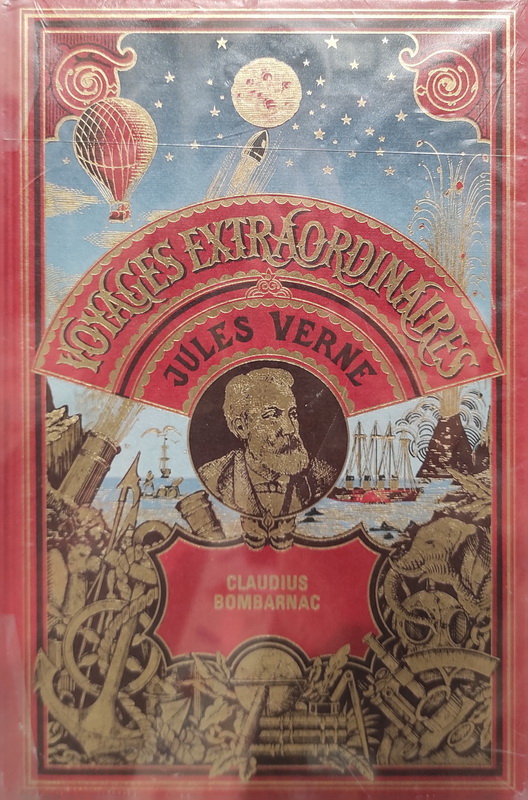 VOYAGES EXTRAORDINAIRES
JULES VERNE
CLAUDIUS
BOMBARNAC